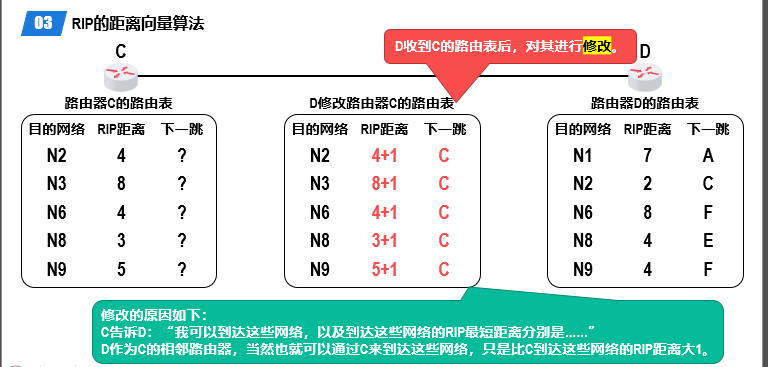 03 RIP的距离向量算法
D收到C的路由表后，对其进行修改。
C
D
路由器C的路由表
目的网络 RIP距离 下一跳
N2 4 ?
N3 8 ?
N6 4 ?
N8 3 ?
N9 5 ?
D修改路由器C的路由表
目的网络 RIP距离 下一跳
N2 4+1 C
N3 8+1 C
N6 4+1 C
N8 3+1 C
N9 5+1 C
路由器D的路由表
目的网络 RIP距离 下一跳
N1 7 A
N2 2 C
N6 8 F
N8 4 E
N9 4 F
修改的原因如下：
C告诉D：“我可以到达这些网络，以及到达这些网络的RIP最短距离分别是……”
D作为C的相邻路由器，当然也就可以通过C来到达这些网络，只是比C到达这些网络的RIP距离大1。